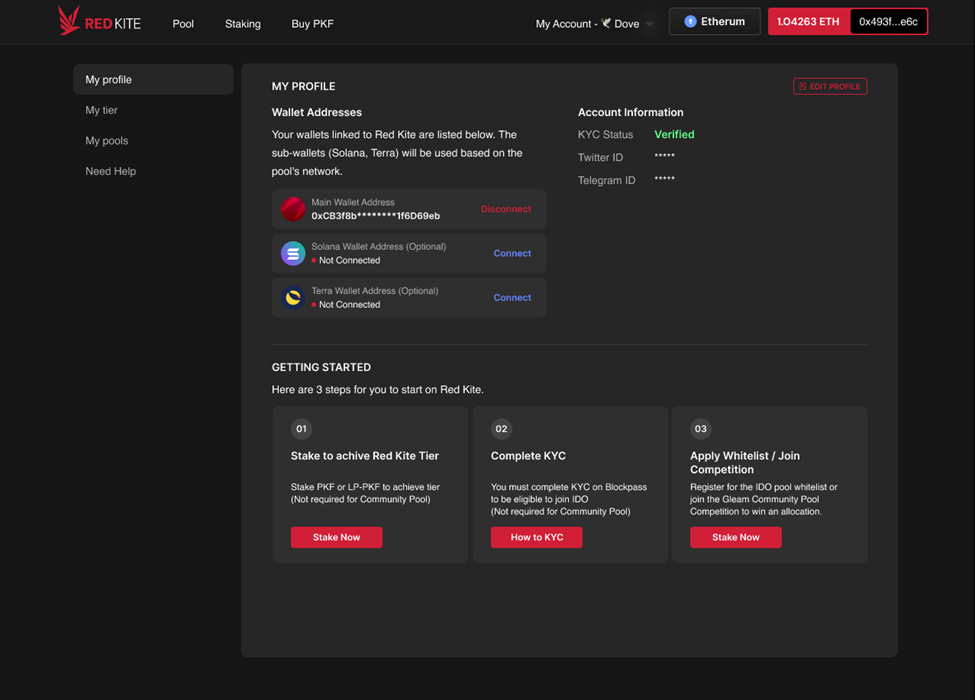 REDKITE
Pool
Staking
Buy PKF
My Account - Dove
Etherum
1.04263 ETH
0x493f...e6c
My profile
My tier
My pools
Need Help
MY PROFILE
EDIT PROFILE
Wallet Addresses
Your wallets linked to Red Kite are listed below. The
sub-wallets (Solana, Terra) will be used based on the
pool's network.
Main Wallet Address
0xCB3f8b********1f6D69eb
Disconnect
Solana Wallet Address (Optional)
Not Connected
Connect
Terra Wallet Address (Optional)
Not Connected
Connect
Account Information
KYC Status Verified
Twitter ID *****
Telegram ID *****
GETTING STARTED
Here are 3 steps for you to start on Red Kite.
01
Stake to achive Red Kite Tier
Stake PKF or LP-PKF to achieve tier
(Not required for Community Pool)
Stake Now
02
Complete KYC
You must complete KYC on Blockpass
to be eligible to join IDO
(Not required for Community Pool)
How to KYC
03
Apply Whitelist / Join
Competition
Register for the IDO pool whitelist or
join the Gleam Community Pool
Competition to win an allocation.
Stake Now